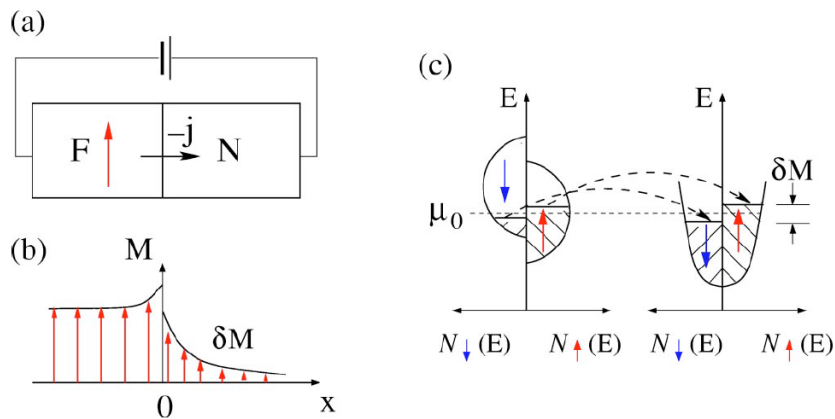 (a)
F
–j
N
(b)
M
δM
0
x
(c)
E
E
δM
μ₀
N↓(E) N↑(E) N↓(E) N↑(E)